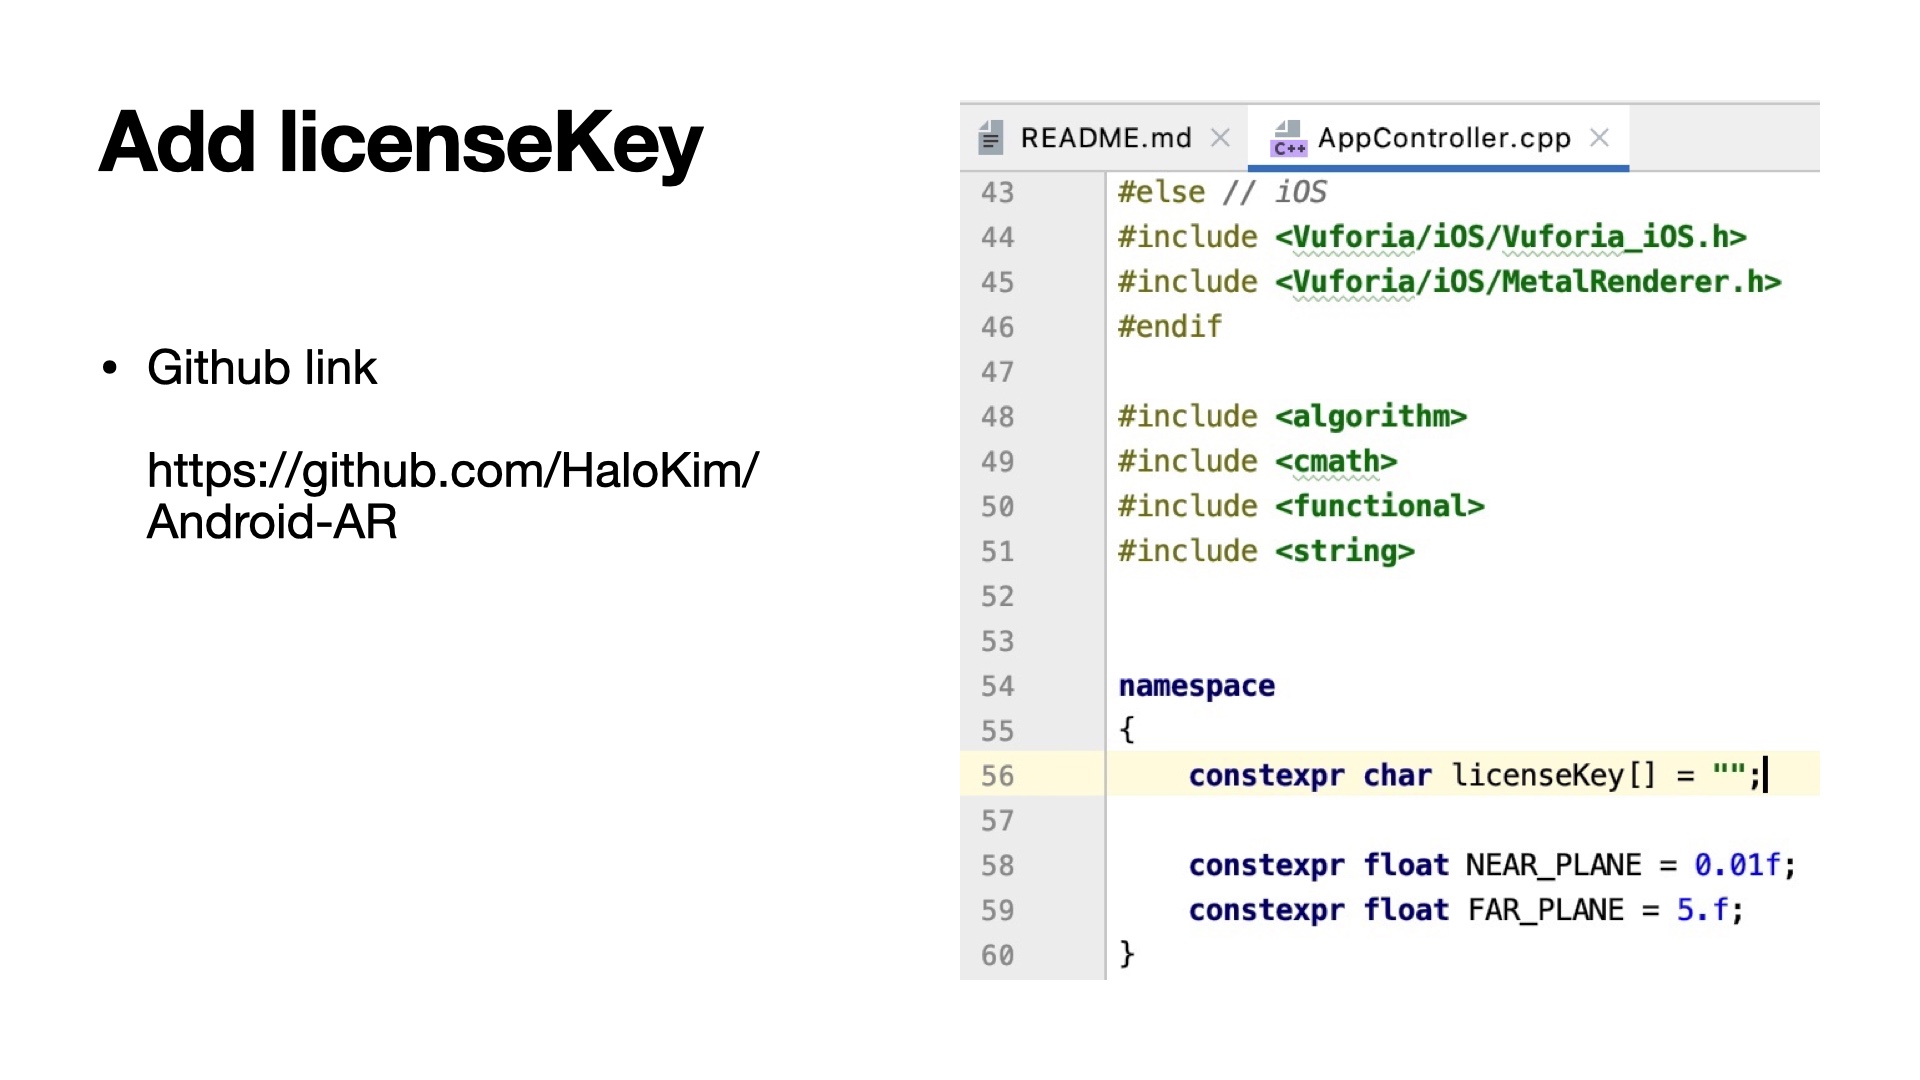 Add licenseKey
• Github link
https://github.com/HaloKim/
Android-AR
README.md × AppController.cpp ×
43 #else // iOS
44 #include <Vuforia/iOS/Vuforia_iOS.h>
45 #include <Vuforia/iOS/MetalRenderer.h>
46 #endif
47
48 #include <algorithm>
49 #include <cmath>
50 #include <functional>
51 #include <string>
52
53
54 namespace
55 {
56     constexpr char licenseKey[] = "";
57
58     constexpr float NEAR_PLANE = 0.01f;
59     constexpr float FAR_PLANE = 5.f;
60 }